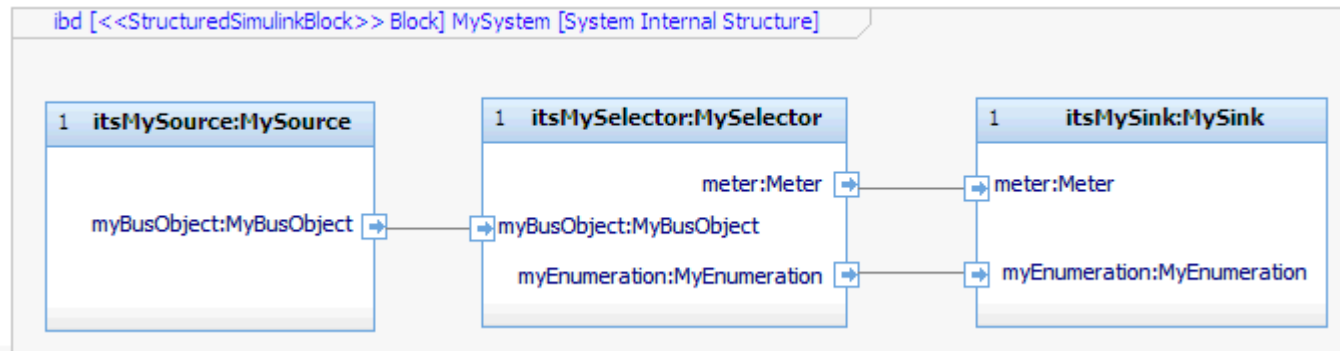 ibd [<<StructuredSimulinkBlock>> Block] MySystem [System Internal Structure]
1 itsMySource:MySource
myBusObject:MyBusObject
1 itsMySelector:MySelector
meter:Meter
myBusObject:MyBusObject
myEnumeration:MyEnumeration
1 itsMySink:MySink
meter:Meter
myEnumeration:MyEnumeration